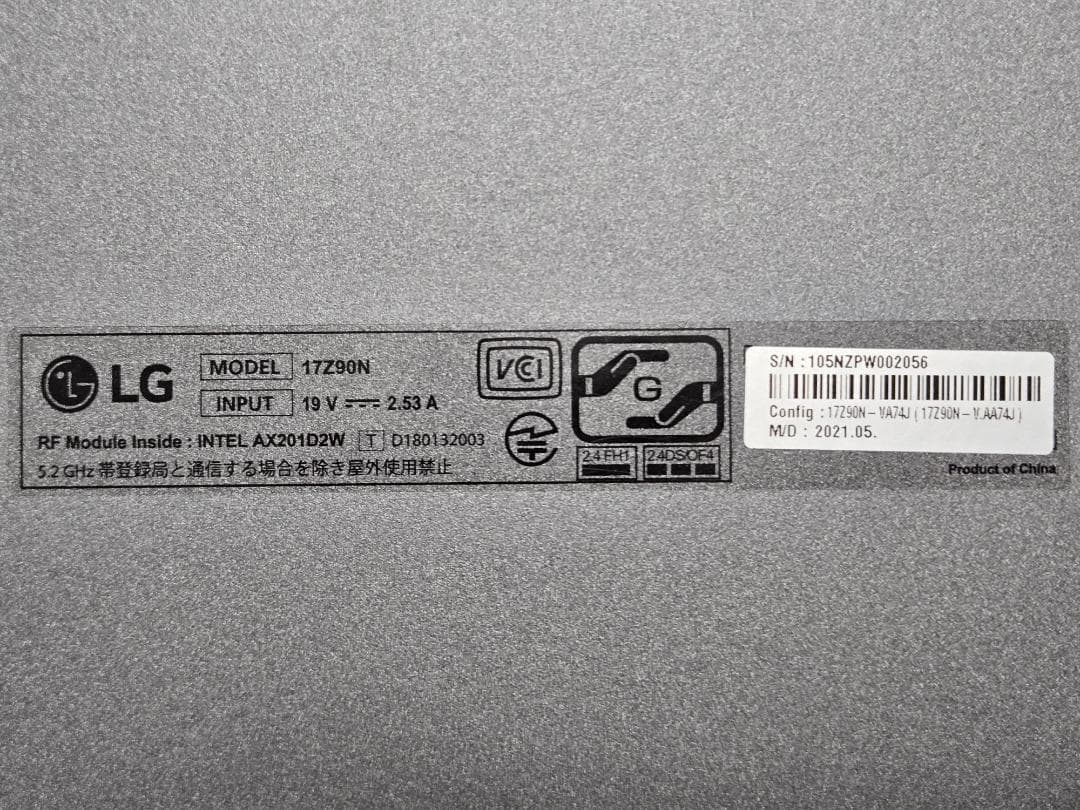 LG
MODEL 17Z90N
INPUT 19 V ⎓ 2.53 A
RF Module Inside : INTEL AX201D2W T D180132003
5.2 GHz 帯登録局と通信する場合を除き屋外使用禁止
VCI
G
2.4 FH1 2.4DS/OF4
S/N : 105NZPW002056
Config : 17Z90N-VA74J ( 17Z90N-V.AA74J )
M/D : 2021.05.
Product of China